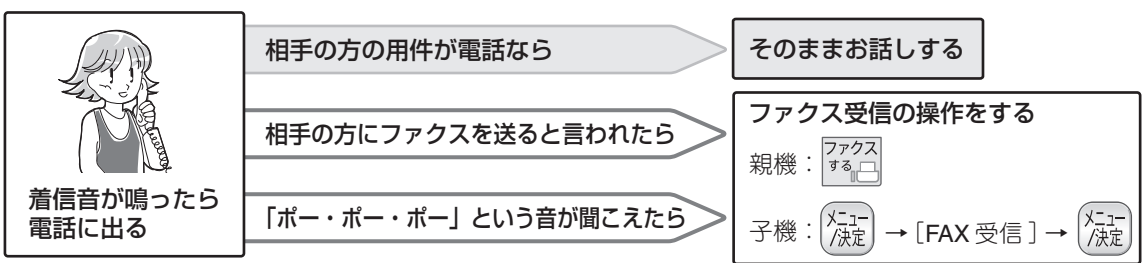 着信音が鳴ったら
電話に出る
相手の方の用件が電話なら
そのままお話しする
相手の方にファクスを送ると言われたら
「ポー・ポー・ポー」という音が聞こえたら
ファクス受信の操作をする
親機：ファクス
する
子機：メニュー
/決定 → [FAX 受信] → メニュー
/決定